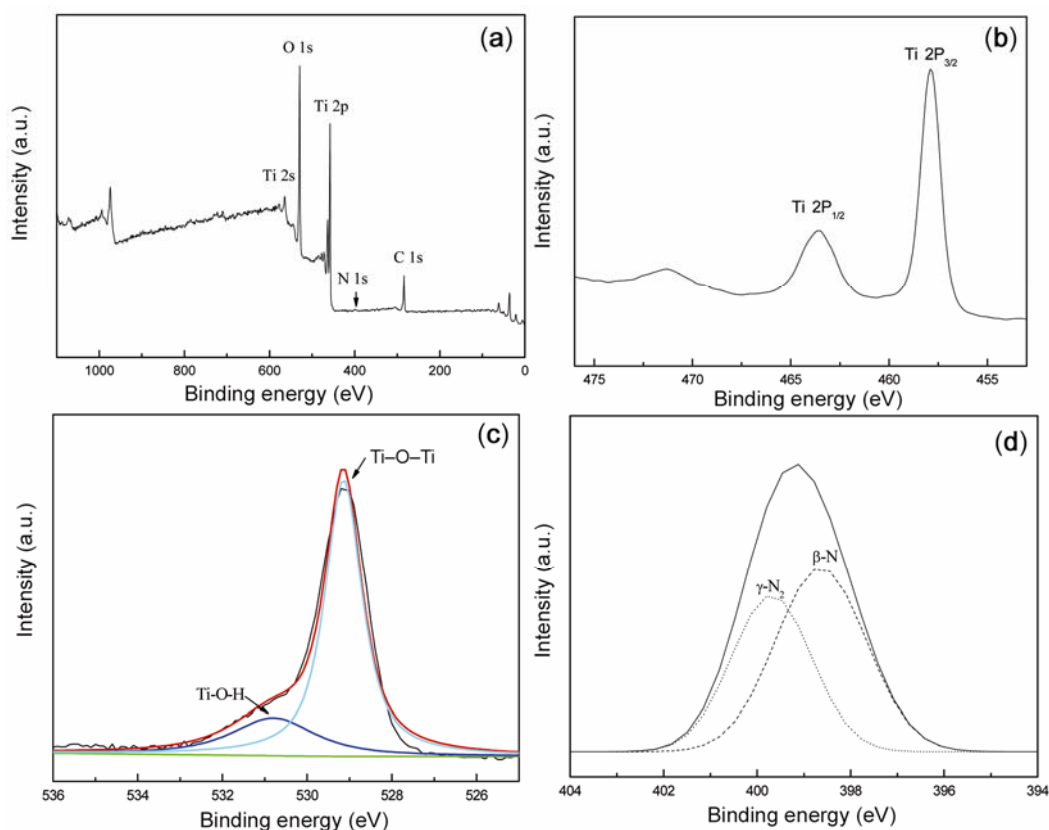 (a)
O 1s
Ti 2p
Ti 2s
N 1s
C 1s
Intensity (a.u.)
1000 800 600 400 200 0
Binding energy (eV)
(b)
Ti 2P3/2
Ti 2P1/2
Intensity (a.u.)
475 470 465 460 455
Binding energy (eV)
(c)
Ti–O–Ti
Ti-O-H
Intensity (a.u.)
536 534 532 530 528 526
Binding energy (eV)
(d)
β-N
γ-N2
Intensity (a.u.)
404 402 400 398 396 394
Binding energy (eV)